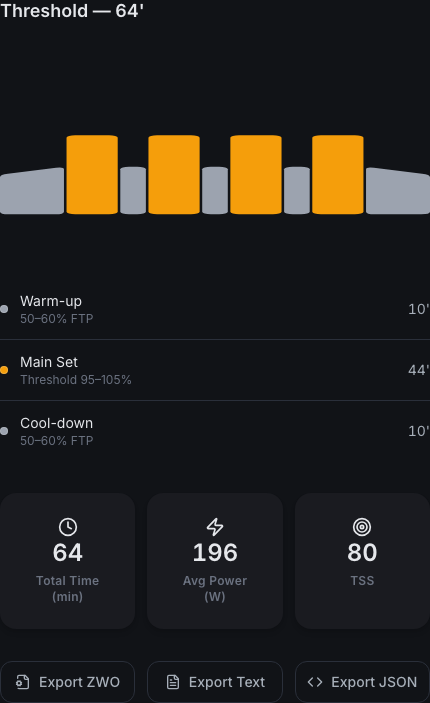 Threshold — 64'
Warm-up
50–60% FTP
10'
Main Set
Threshold 95–105%
44'
Cool-down
50–60% FTP
10'
64
Total Time
(min)
196
Avg Power
(W)
80
TSS
Export ZWO
Export Text
Export JSON